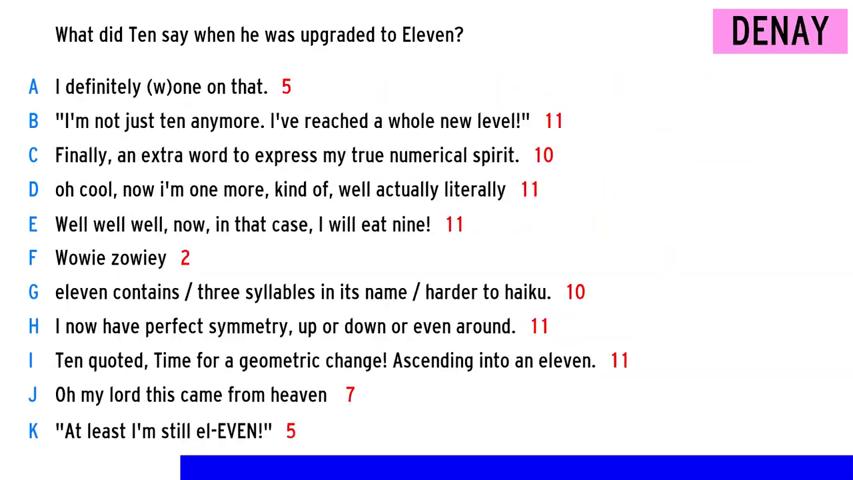 What did Ten say when he was upgraded to Eleven?
DENAY
A I definitely (w)one on that. 5
B "I'm not just ten anymore. I've reached a whole new level!" 11
C Finally, an extra word to express my true numerical spirit. 10
D oh cool, now i'm one more, kind of, well actually literally 11
E Well well well, now, in that case, I will eat nine! 11
F Wowie zowiey 2
G eleven contains / three syllables in its name / harder to haiku. 10
H I now have perfect symmetry, up or down or even around. 11
I Ten quoted, Time for a geometric change! Ascending into an eleven. 11
J Oh my lord this came from heaven 7
K "At least I'm still el-EVEN!" 5